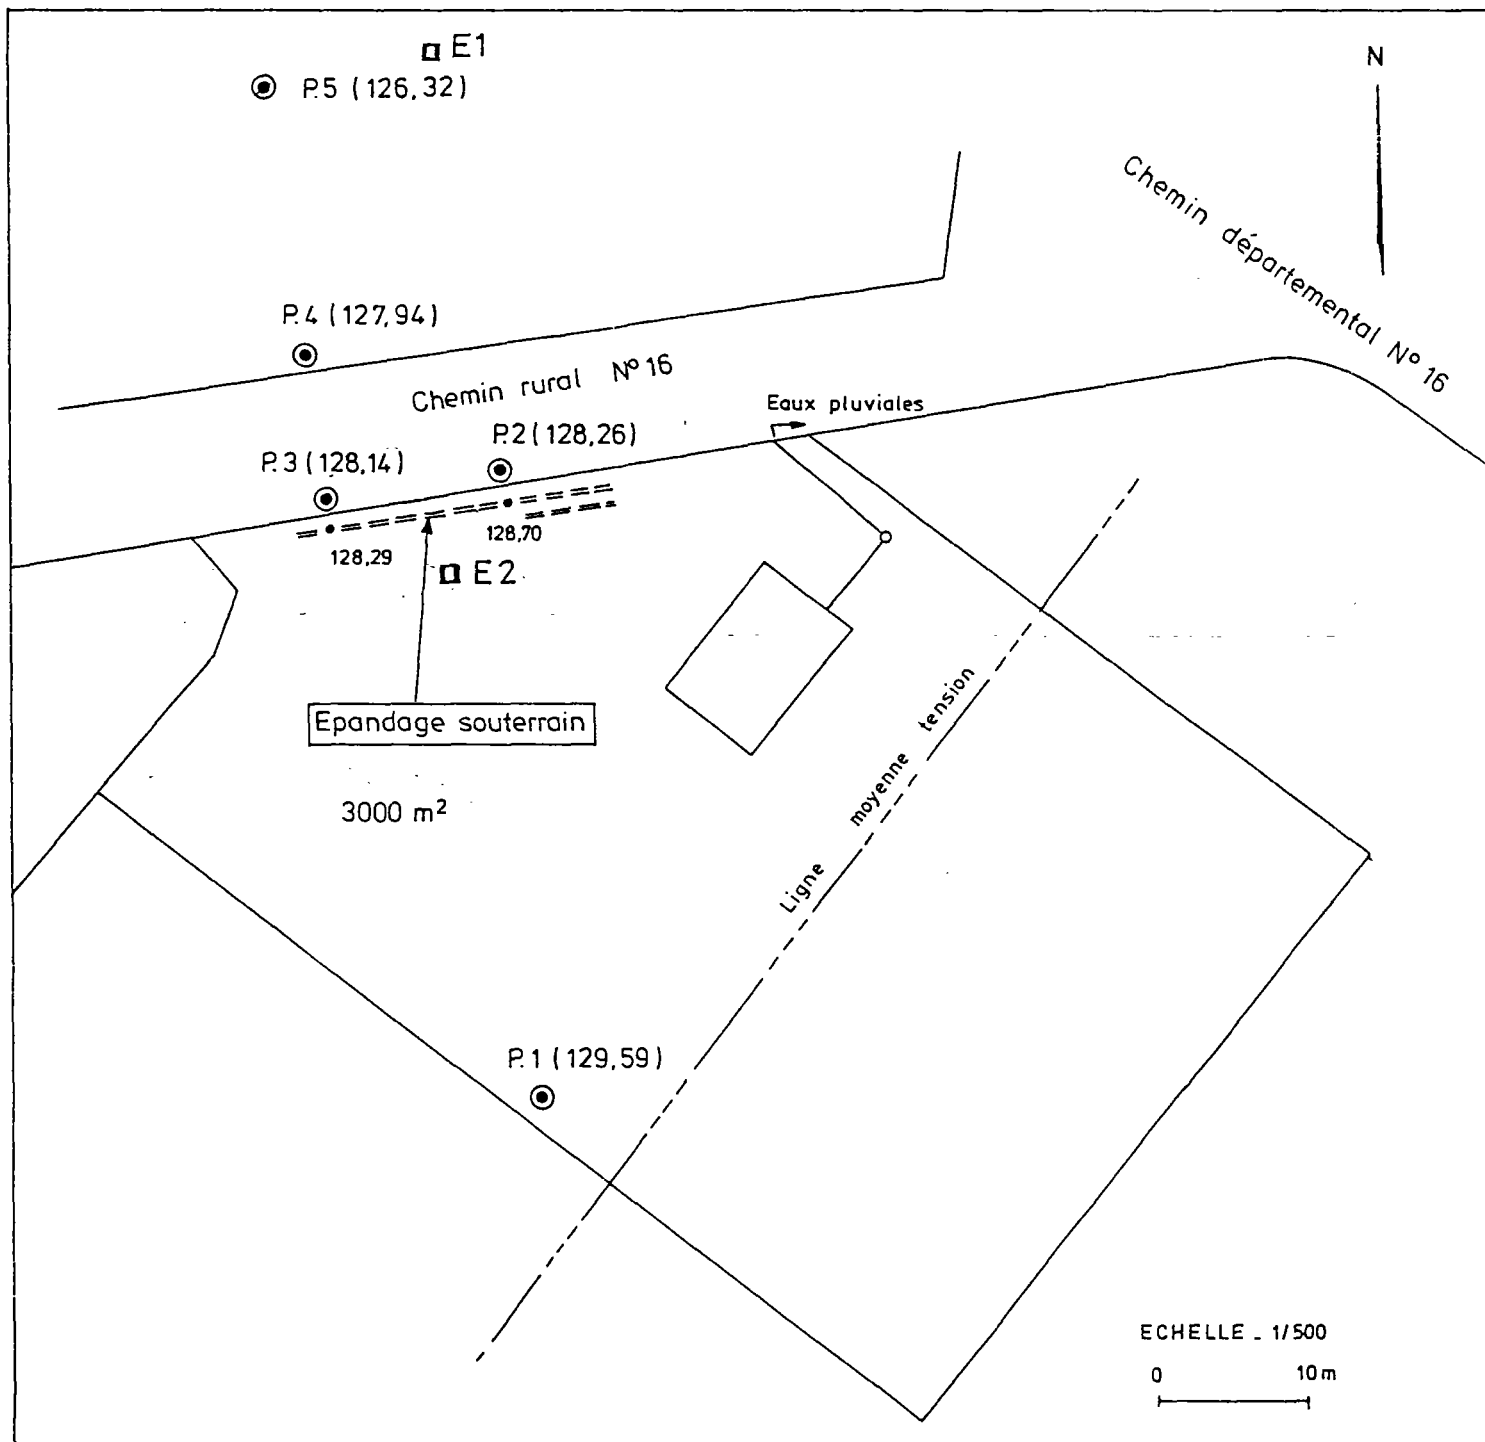 E1
P.5 (126,32)
N
Chemin départemental N° 16
P.4 (127,94)
Chemin rural N° 16
Eaux pluviales
P.2 (128,26)
P.3 (128,14)
128,70
128,29
E2
Epandage souterrain
3000 m²
Ligne moyenne tension
P.1 (129,59)
ECHELLE _ 1/500
0 10 m